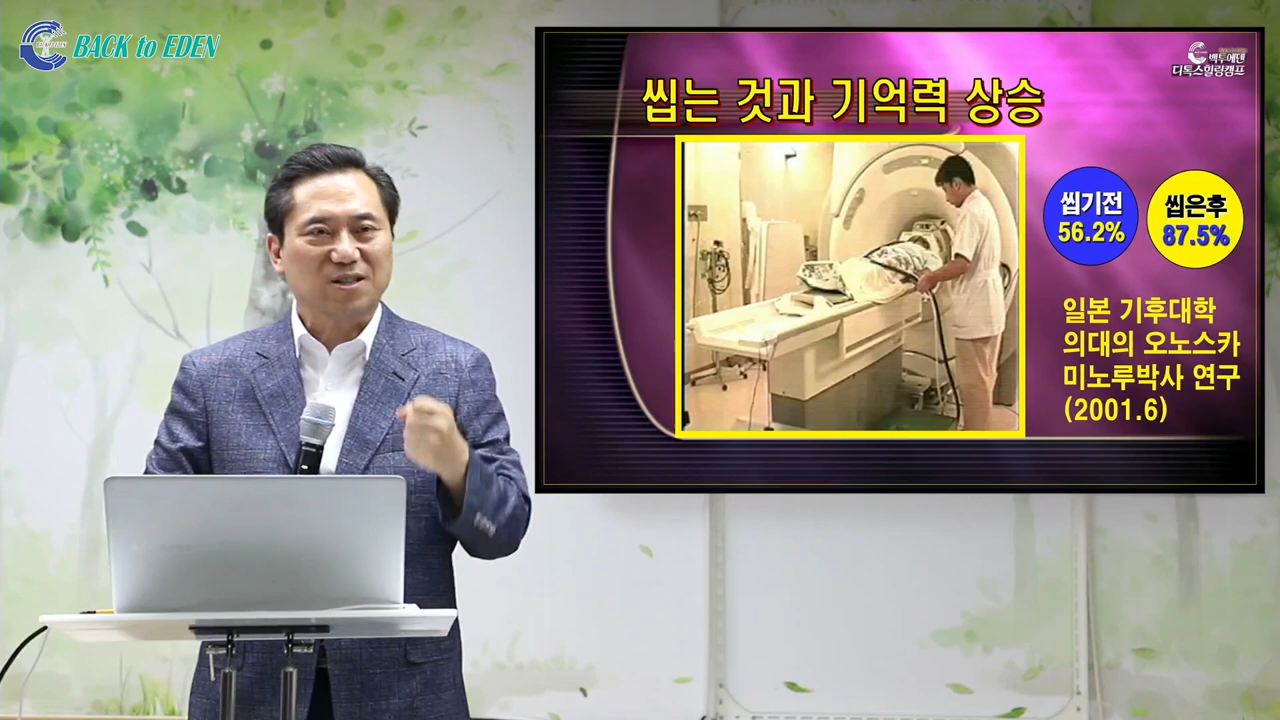 BACK to EDEN
백투에덴
디톡스힐링캠프
씹는 것과 기억력 상승
씹기전
56.2%
씹은후
87.5%
일본 기후대학
의대의 오노스카
미노루박사 연구
(2001.6)